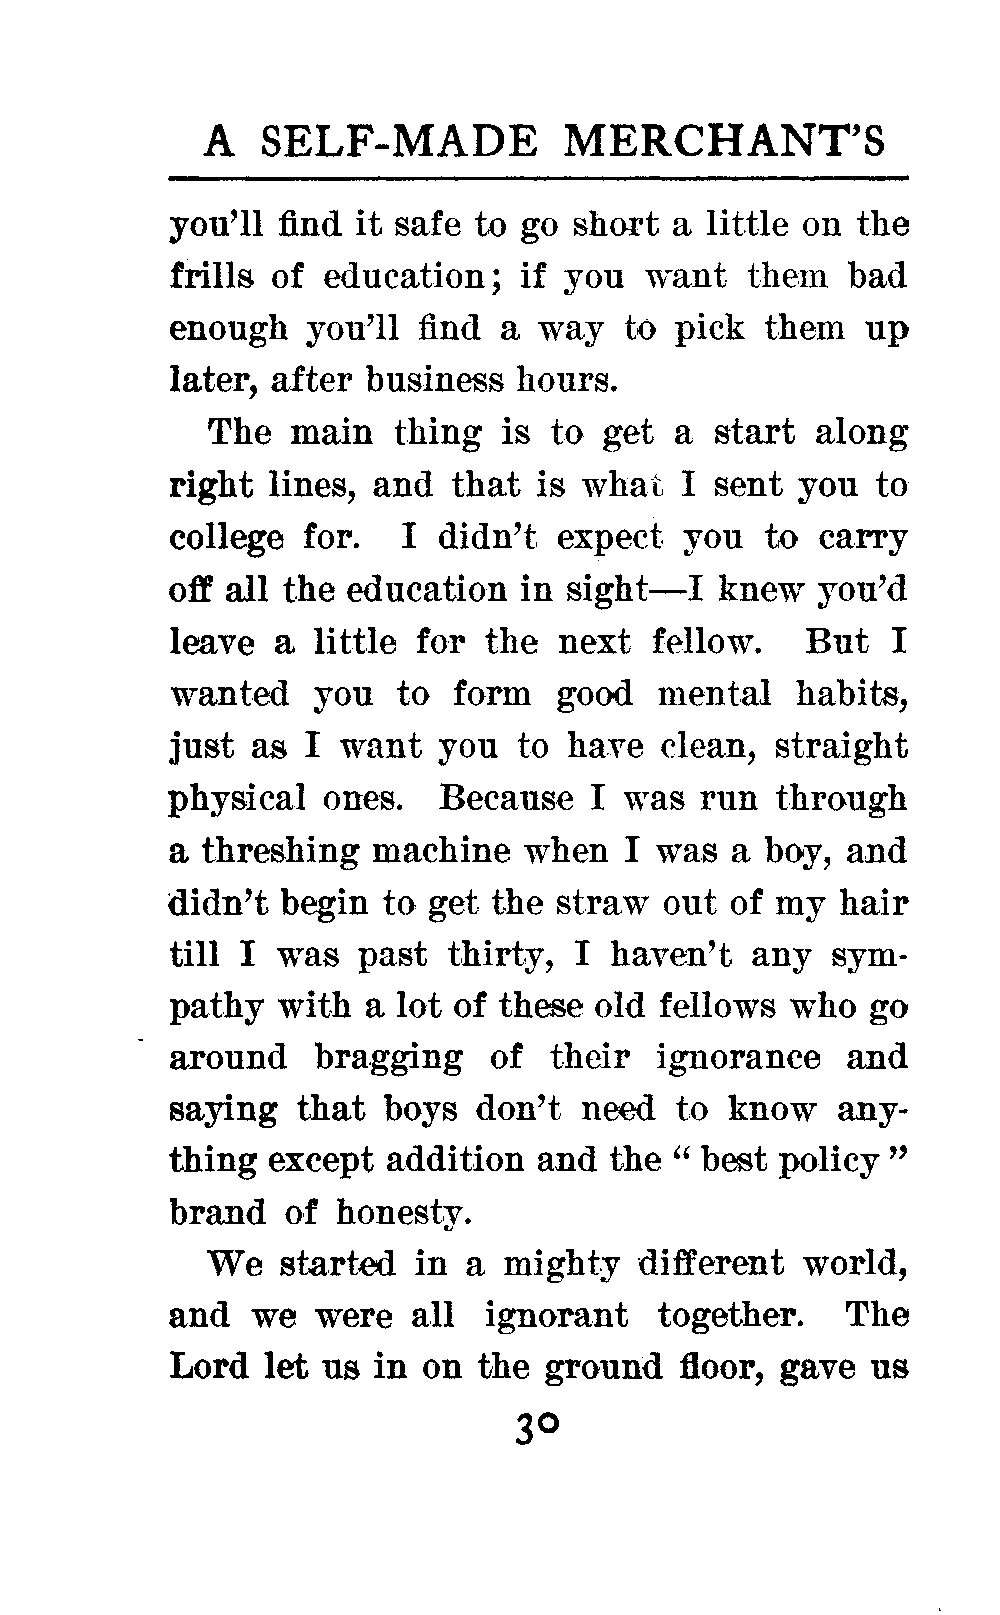 A SELF-MADE MERCHANT'S
you'll find it safe to go short a little on the
frills of education; if you want them bad
enough you'll find a way to pick them up
later, after business hours.
The main thing is to get a start along
right lines, and that is what I sent you to
college for. I didn't expect you to carry
off all the education in sight—I knew you'd
leave a little for the next fellow. But I
wanted you to form good mental habits,
just as I want you to have clean, straight
physical ones. Because I was run through
a threshing machine when I was a boy, and
didn't begin to get the straw out of my hair
till I was past thirty, I haven't any sym-
pathy with a lot of these old fellows who go
around bragging of their ignorance and
saying that boys don't need to know any-
thing except addition and the “ best policy ”
brand of honesty.
We started in a mighty different world,
and we were all ignorant together. The
Lord let us in on the ground floor, gave us
30